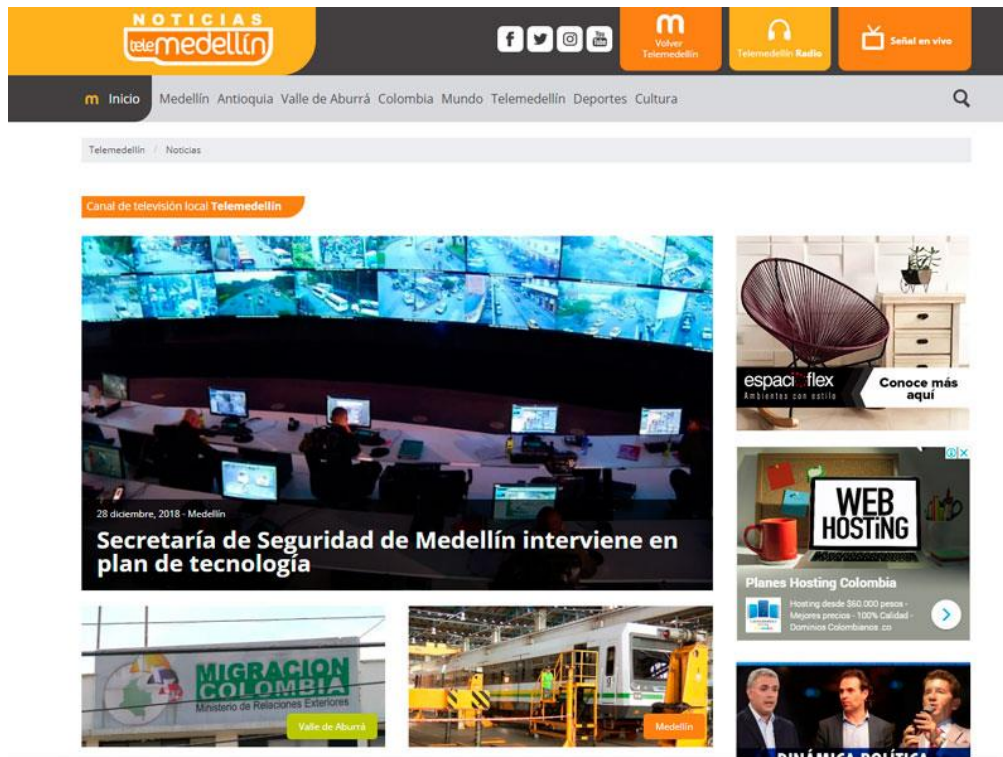 NOTICIAS
telemedellín
Volver
Telemedellín
Telemedellín Radio
Señal en vivo
m Inicio Medellín Antioquia Valle de Aburrá Colombia Mundo Telemedellín Deportes Cultura
Telemedellín / Noticias
Canal de televisión local Telemedellín
28 diciembre, 2018 - Medellín
Secretaría de Seguridad de Medellín interviene en
plan de tecnología
espacioflex
Ambientes con estilo
Conoce más
aquí
WEB
HOSTING
Planes Hosting Colombia
Hosting desde $60.000 pesos -
Mejores precios - 100% Calidad -
Dominios Colombianos .co
MIGRACION
COLOMBIA
Ministerio de Relaciones Exteriores
Valle de Aburrá
Medellín
DINÁMICA POLÍTICA